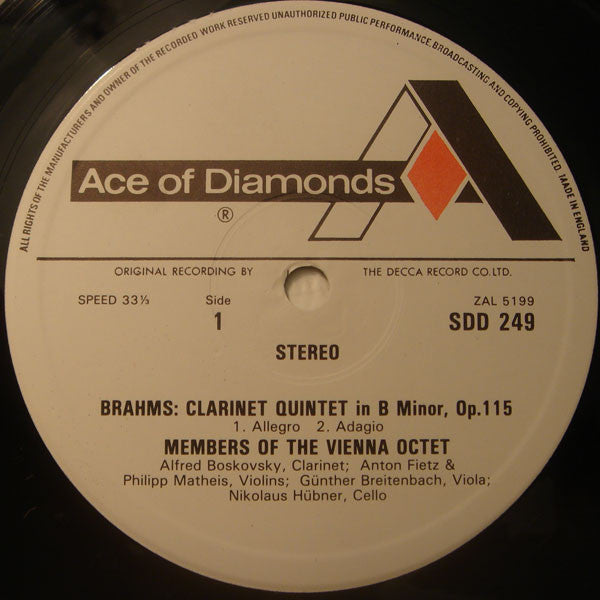 ALL RIGHTS OF THE MANUFACTURERS AND OWNER OF THE RECORDED WORK RESERVED UNAUTHORIZED PUBLIC PERFORMANCE, BROADCASTING AND COPYING PROHIBITED. MADE IN ENGLAND
Ace of Diamonds
®
ORIGINAL RECORDING BY THE DECCA RECORD CO. LTD.
SPEED 33⅓ Side ZAL 5199
1 SDD 249
STEREO
BRAHMS: CLARINET QUINTET in B Minor, Op.115
1. Allegro 2. Adagio
MEMBERS OF THE VIENNA OCTET
Alfred Boskovsky, Clarinet; Anton Fietz &
Philipp Matheis, Violins; Günther Breitenbach, Viola;
Nikolaus Hübner, Cello